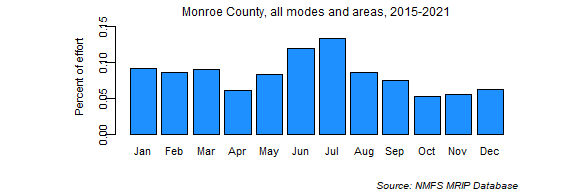 Monroe County, all modes and areas, 2015-2021
Percent of effort
0.15
0.10
0.05
0.00
Jan Feb Mar Apr May Jun Jul Aug Sep Oct Nov Dec
Source: NMFS MRIP Database